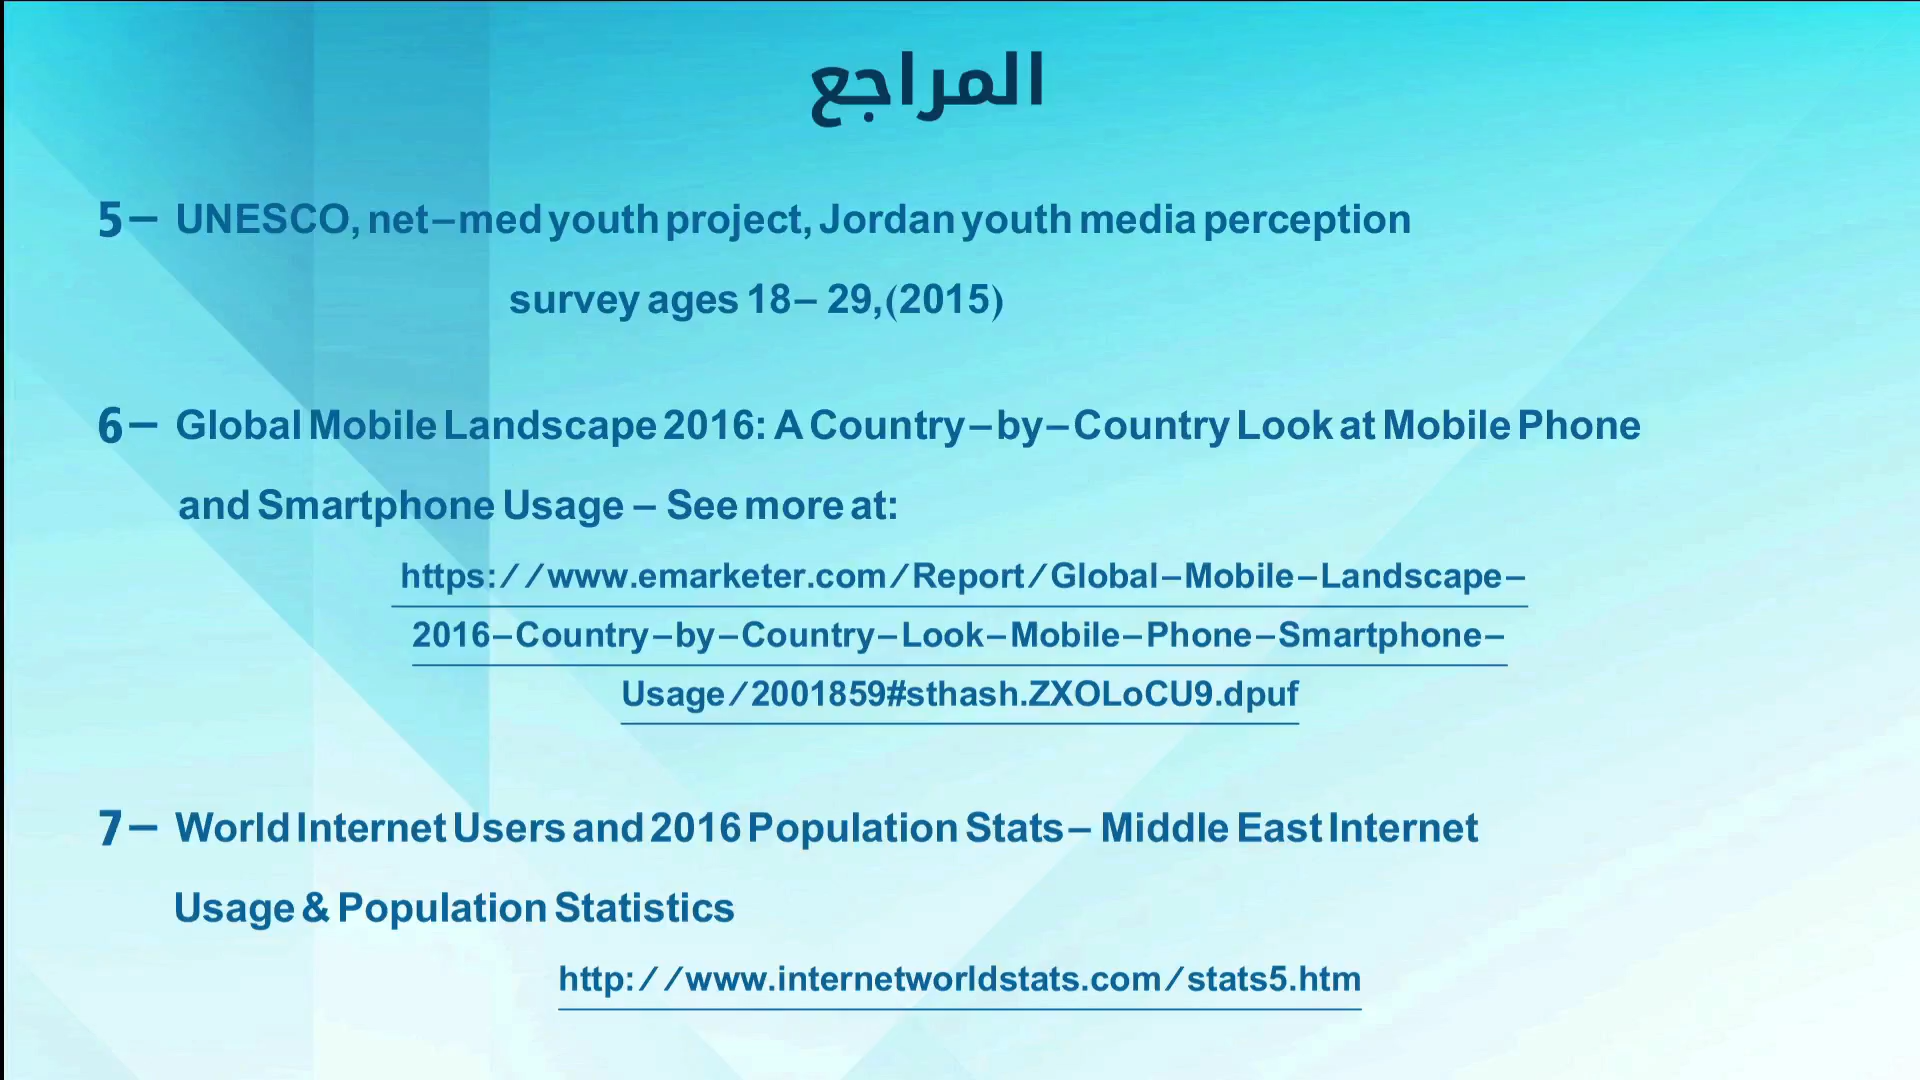 المراجع
5– UNESCO, net–med youth project, Jordan youth media perception
survey ages 18– 29,(2015)
6– Global Mobile Landscape 2016: A Country–by–Country Look at Mobile Phone
and Smartphone Usage – See more at:
https://www.emarketer.com/Report/Global–Mobile–Landscape–
2016–Country–by–Country–Look–Mobile–Phone–Smartphone–
Usage/2001859#sthash.ZXOLoCU9.dpuf
7– World Internet Users and 2016 Population Stats– Middle East Internet
Usage & Population Statistics
http://www.internetworldstats.com/stats5.htm